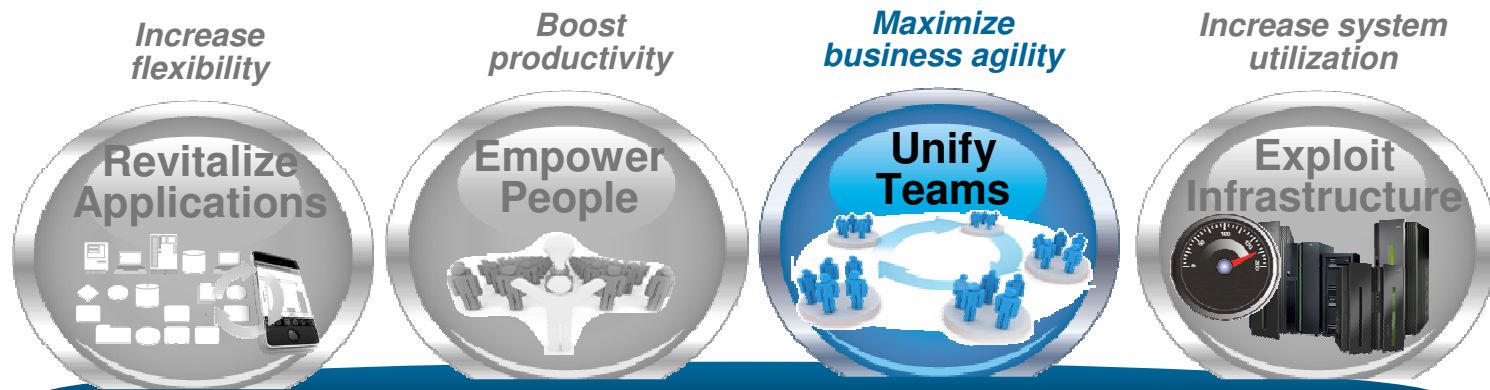 Increase
flexibility
Boost
productivity
Maximize
business agility
Increase system
utilization
Revitalize
Applications
Empower
People
Unify
Teams
Exploit
Infrastructure